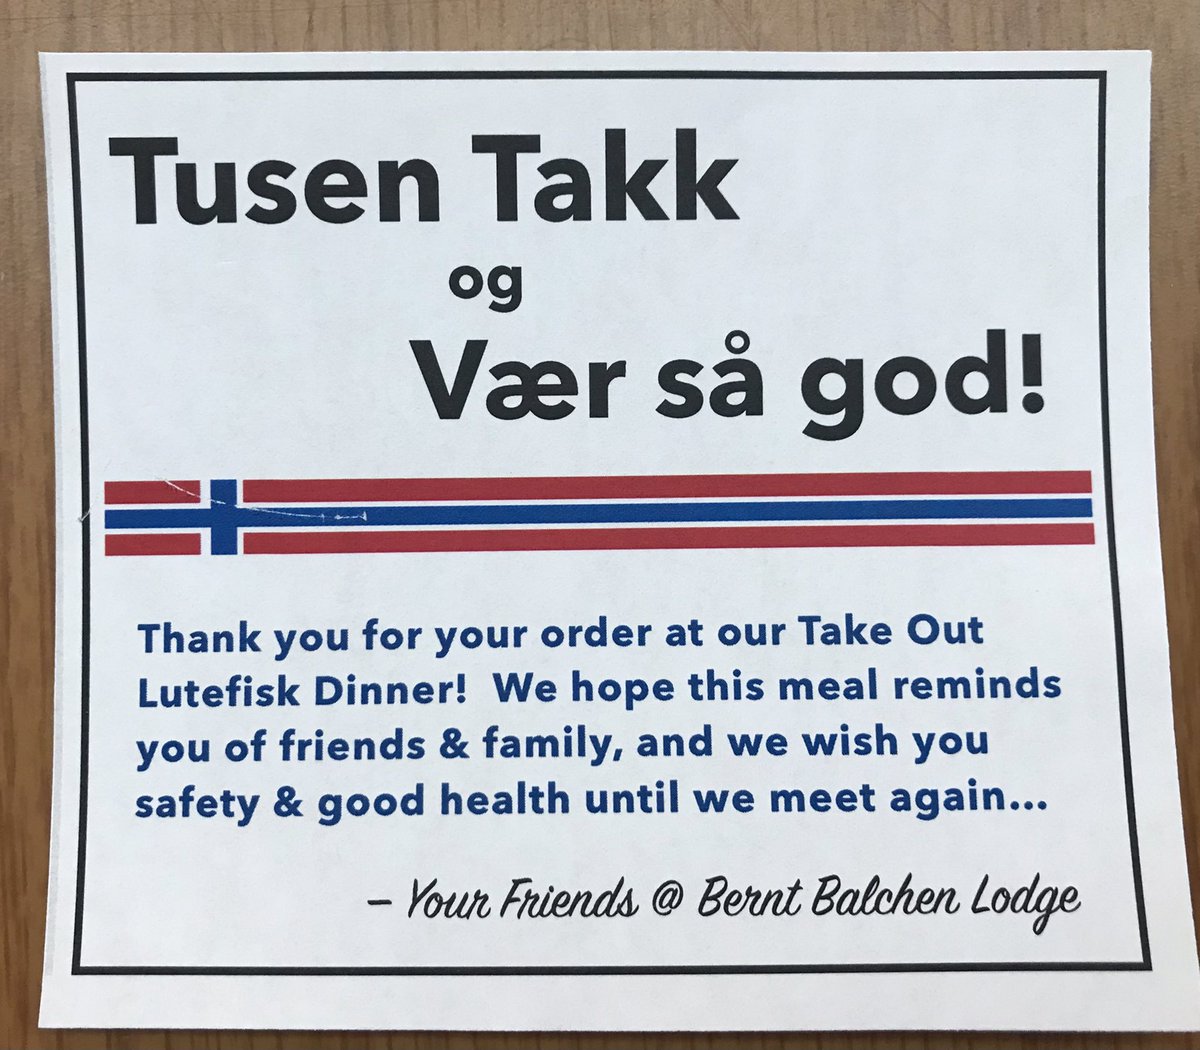 Tusen Takk
og
Vær så god!
Thank you for your order at our Take Out
Lutefisk Dinner!  We hope this meal reminds
you of friends & family, and we wish you
safety & good health until we meet again...
– Your Friends @ Bernt Balchen Lodge